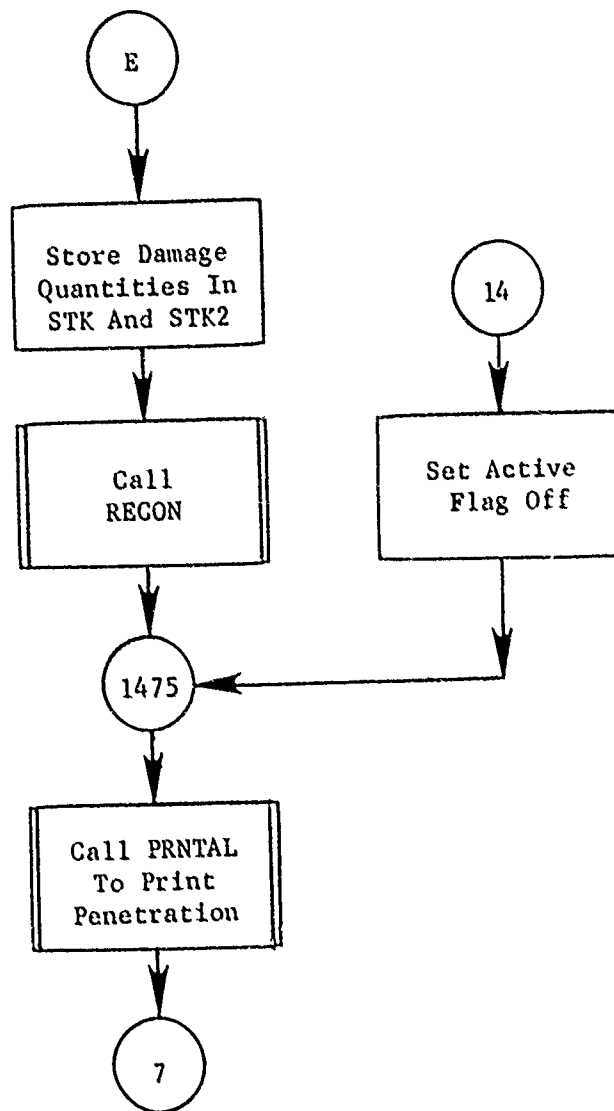 E
Store Damage
Quantities In
STK And STK2
Call
RECON
14
Set Active
Flag Off
1475
Call PRNTAL
To Print
Penetration
7